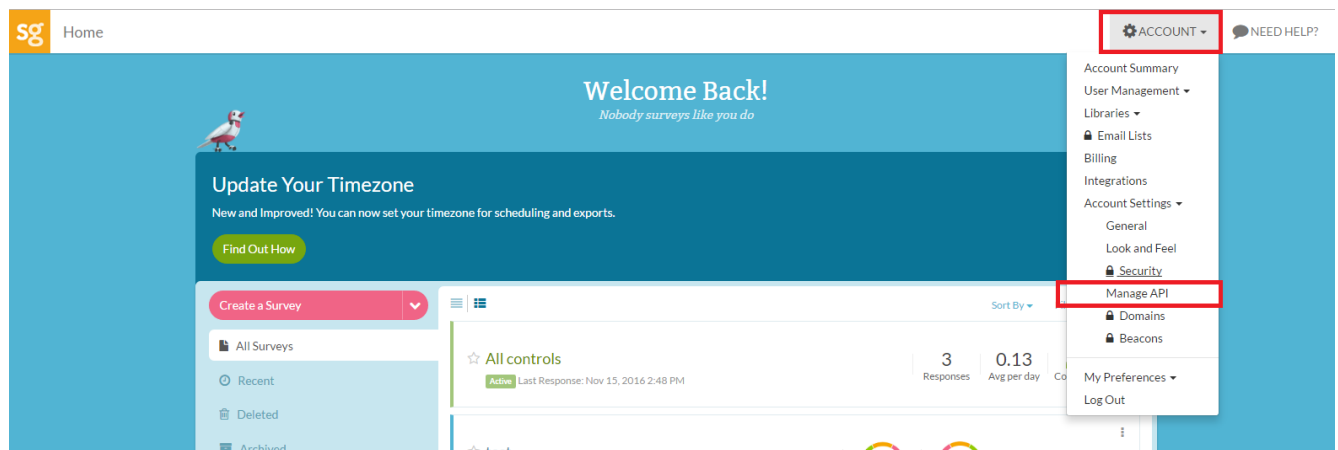 sg Home ACCOUNT NEED HELP?
Account Summary
User Management
Libraries
Email Lists
Billing
Integrations
Account Settings
General
Look and Feel
Security
Manage API
Domains
Beacons
My Preferences
Log Out
Welcome Back!
Nobody surveys like you do
Update Your Timezone
New and Improved! You can now set your timezone for scheduling and exports.
Find Out How
Create a Survey
All Surveys
Recent
Deleted
Archived
Sort By
All controls
Active Last Response: Nov 15, 2016 2:48 PM
3 0.13
Responses Avg per day Co